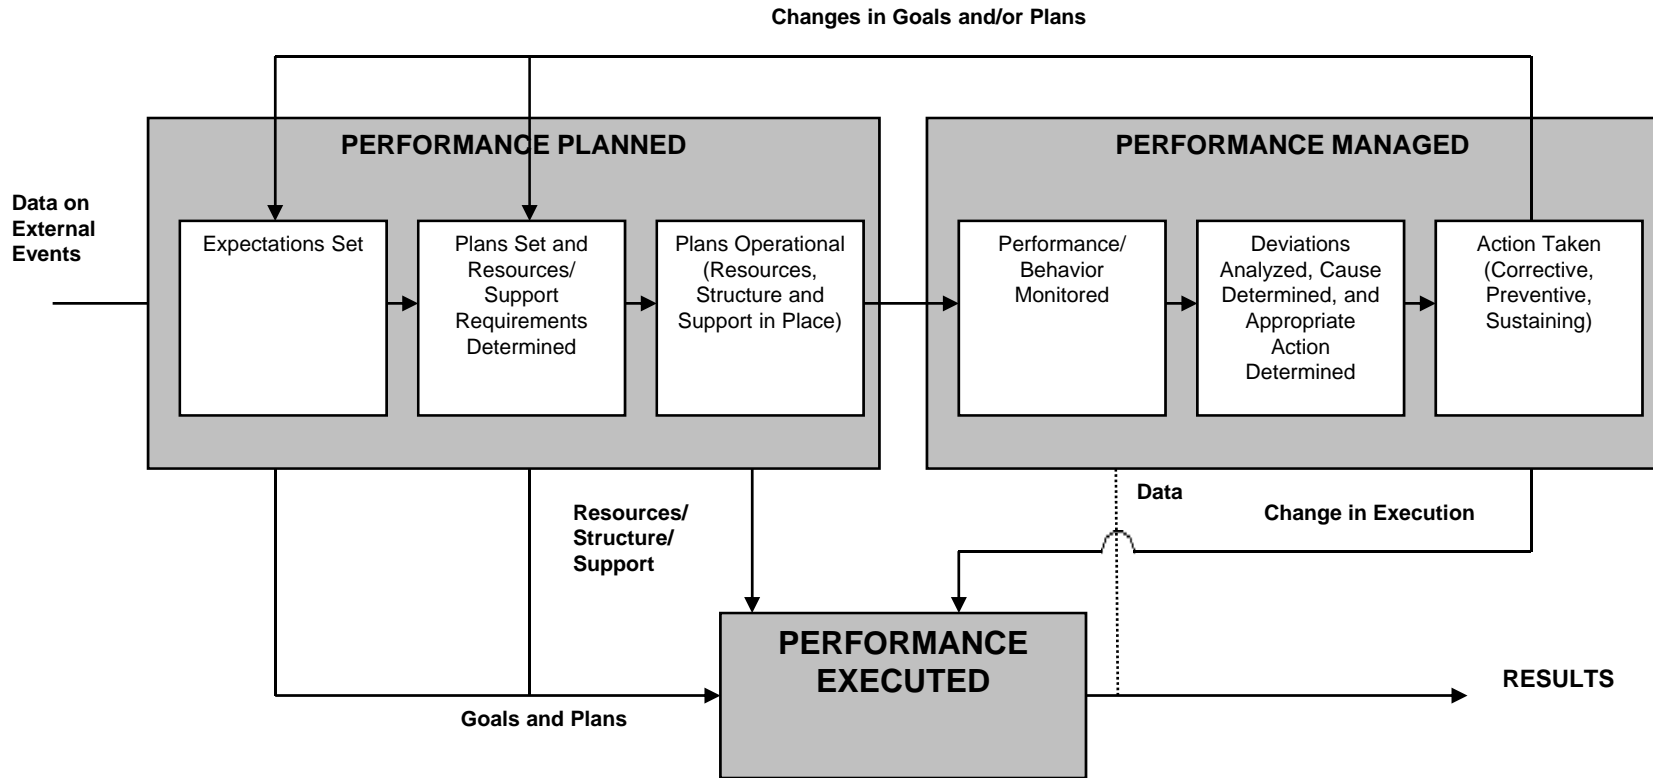 Changes in Goals and/or Plans
PERFORMANCE PLANNED
PERFORMANCE MANAGED
Data on
External
Events
Expectations Set
Plans Set and
Resources/
Support
Requirements
Determined
Plans Operational
(Resources,
Structure and
Support in Place)
Performance/
Behavior
Monitored
Deviations
Analyzed, Cause
Determined, and
Appropriate
Action
Determined
Action Taken
(Corrective,
Preventive,
Sustaining)
Resources/
Structure/
Support
Data
Change in Execution
PERFORMANCE
EXECUTED
RESULTS
Goals and Plans